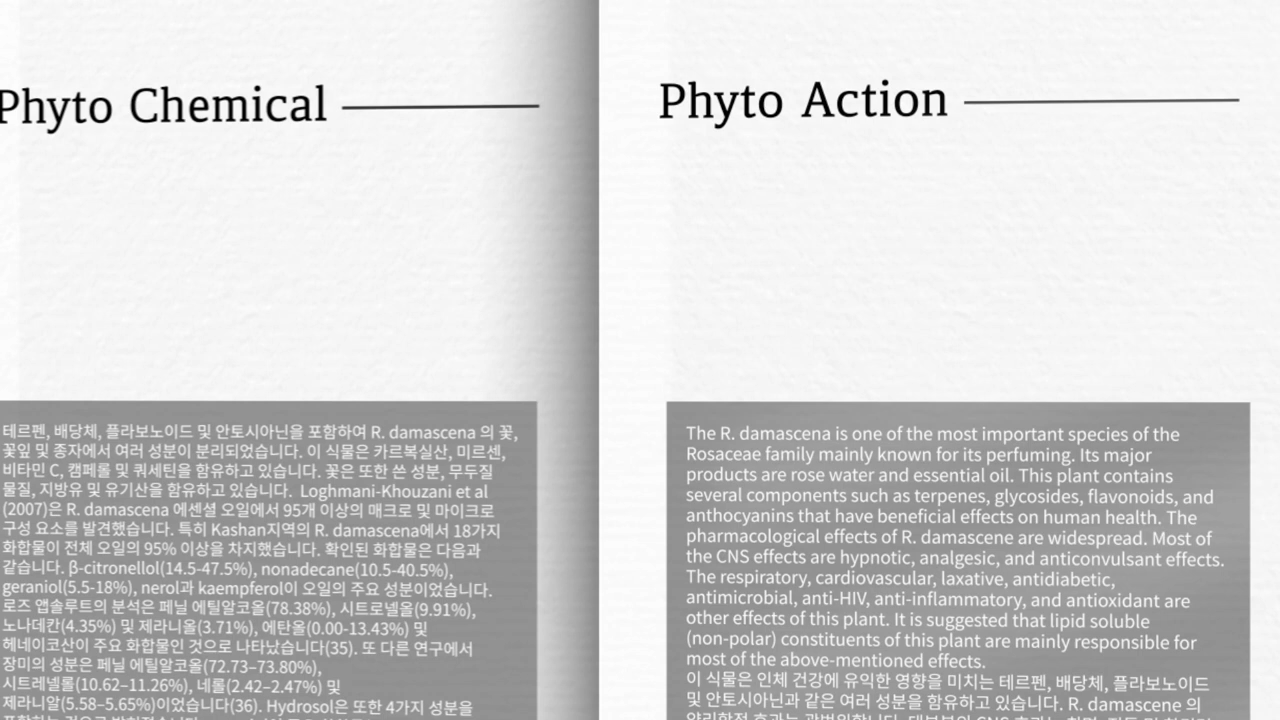 Phyto Chemical
테르펜, 배당체, 플라보노이드 및 안토시아닌을 포함하여 R. damascena 의 꽃,
꽃잎 및 종자에서 여러 성분이 분리되었습니다. 이 식물은 카르복실산, 미르센,
비타민 C, 캠페롤 및 쿼세틴을 함유하고 있습니다. 꽃은 또한 쓴 성분, 무두질
물질, 지방유 및 유기산을 함유하고 있습니다. Loghmani-Khouzani et al
(2007)은 R. damascena 에센셜 오일에서 95개 이상의 매크로 및 마이크로
구성 요소를 발견했습니다. 특히 Kashan지역의 R. damascena에서 18가지
화합물이 전체 오일의 95% 이상을 차지했습니다. 확인된 화합물은 다음과
같습니다. β-citronellol(14.5-47.5%), nonadecane(10.5-40.5%),
geraniol(5.5-18%), nerol과 kaempferol이 오일의 주요 성분이었습니다.
로즈 앱솔루트의 분석은 페닐 에틸알코올(78.38%), 시트로넬올(9.91%),
노나데칸(4.35%) 및 제라니올(3.71%), 에탄올(0.00-13.43%) 및
헤네이코산이 주요 화합물인 것으로 나타났습니다(35). 또 다른 연구에서
장미의 성분은 페닐 에틸알코올(72.73–73.80%),
시트레넬롤(10.62–11.26%), 네롤(2.42–2.47%) 및
제라니알(5.58–5.65%)이었습니다(36). Hydrosol은 또한 4가지 성분을
Phyto Action
The R. damascena is one of the most important species of the
Rosaceae family mainly known for its perfuming. Its major
products are rose water and essential oil. This plant contains
several components such as terpenes, glycosides, flavonoids, and
anthocyanins that have beneficial effects on human health. The
pharmacological effects of R. damascene are widespread. Most of
the CNS effects are hypnotic, analgesic, and anticonvulsant effects.
The respiratory, cardiovascular, laxative, antidiabetic,
antimicrobial, anti-HIV, anti-inflammatory, and antioxidant are
other effects of this plant. It is suggested that lipid soluble
(non-polar) constituents of this plant are mainly responsible for
most of the above-mentioned effects.
이 식물은 인체 건강에 유익한 영향을 미치는 테르펜, 배당체, 플라보노이드
및 안토시아닌과 같은 여러 성분을 함유하고 있습니다. R. damascene 의